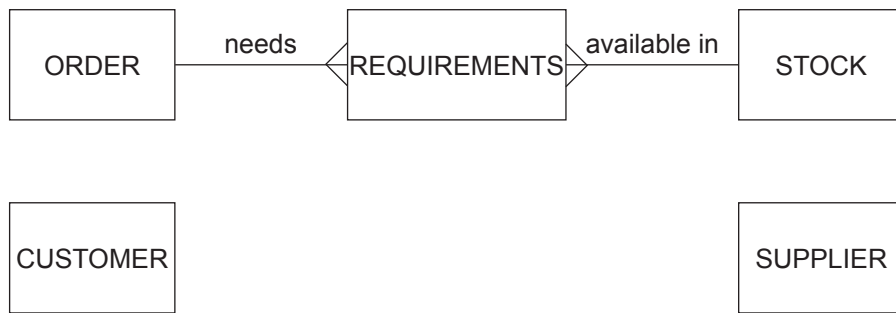 needs
available in
ORDER
REQUIREMENTS
STOCK
CUSTOMER
SUPPLIER